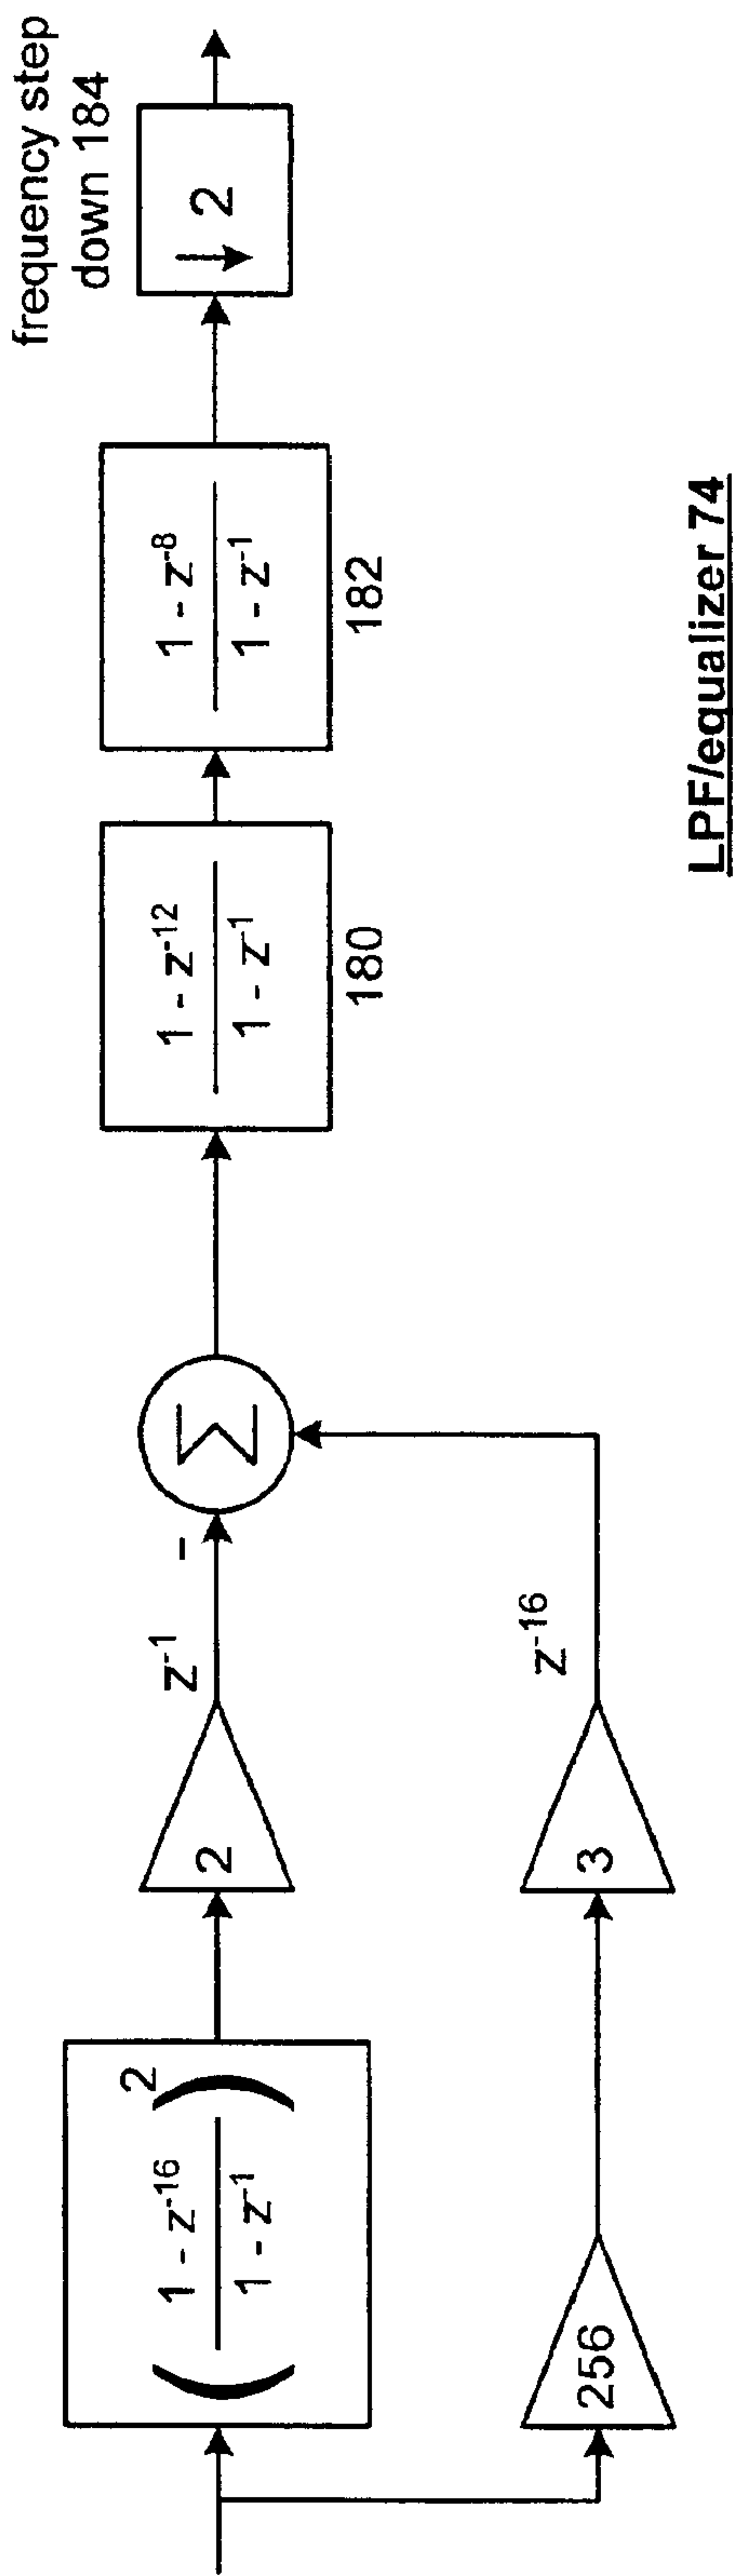 ( 1 - z⁻¹⁶ / 1 - z⁻¹ )²
2
z⁻¹
-
Σ
1 - z⁻¹²
1 - z⁻¹
180
1 - z⁻⁸
1 - z⁻¹
182
frequency step
down 184
↓ 2
256
3
z⁻¹⁶
LPF/equalizer 74